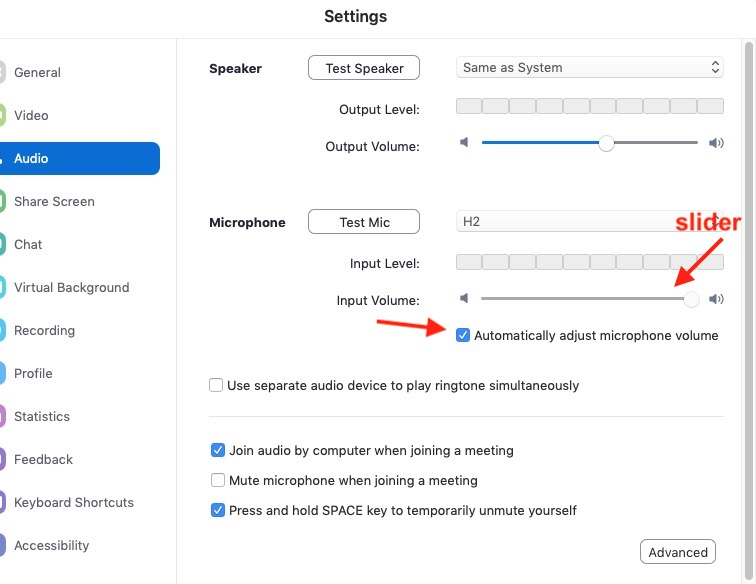 Settings
General
Video
Audio
Share Screen
Chat
Virtual Background
Recording
Profile
Statistics
Feedback
Keyboard Shortcuts
Accessibility
Speaker Test Speaker Same as System
Output Level:
Output Volume:
Microphone Test Mic H2
slider
Input Level:
Input Volume:
Automatically adjust microphone volume
Use separate audio device to play ringtone simultaneously
Join audio by computer when joining a meeting
Mute microphone when joining a meeting
Press and hold SPACE key to temporarily unmute yourself
Advanced